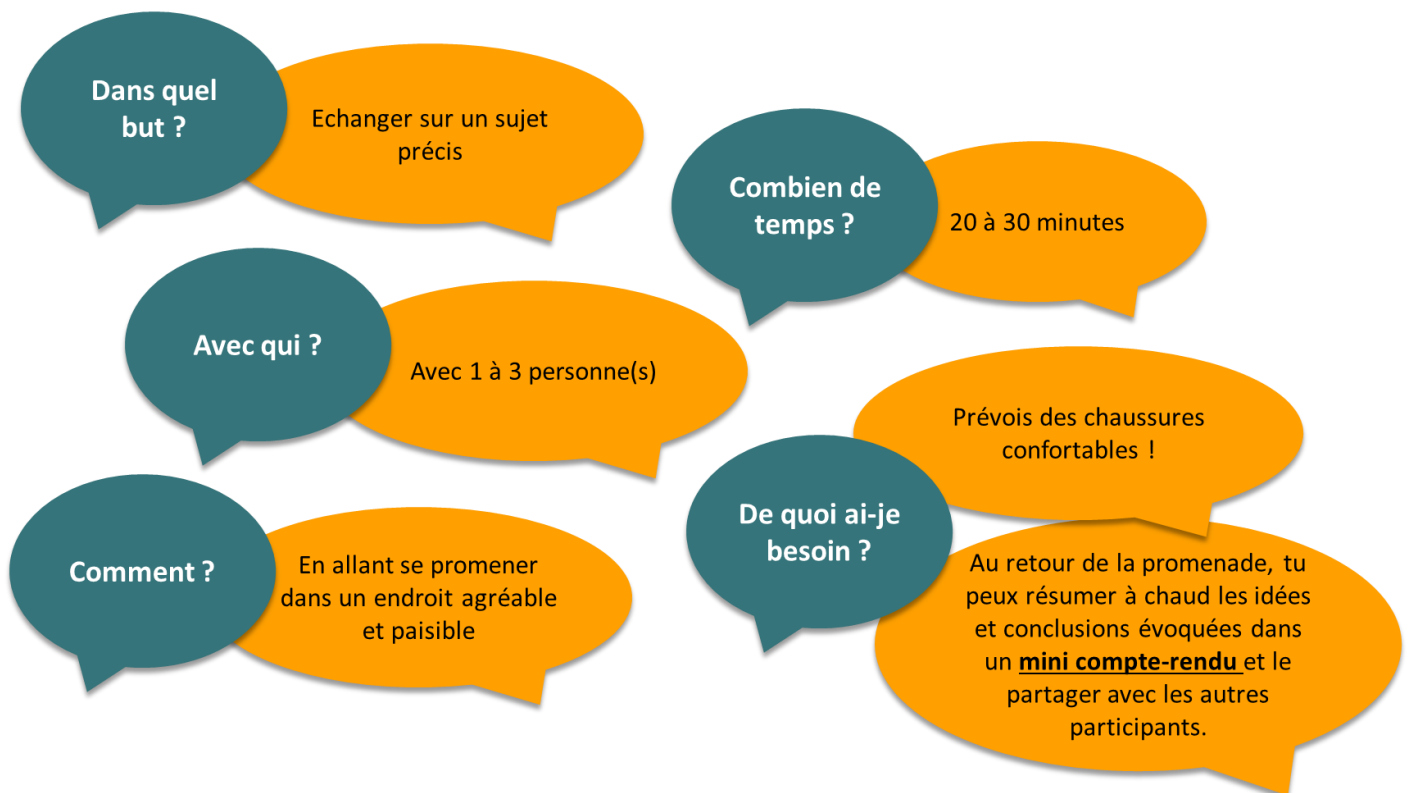 Dans quel
but ?
Echanger sur un sujet
précis
Combien de
temps ?
20 à 30 minutes
Avec qui ?
Avec 1 à 3 personne(s)
Comment ?
En allant se promener
dans un endroit agréable
et paisible
De quoi ai-je
besoin ?
Prévois des chaussures
confortables !
Au retour de la promenade, tu
peux résumer à chaud les idées
et conclusions évoquées dans
un mini compte-rendu et le
partager avec les autres
participants.